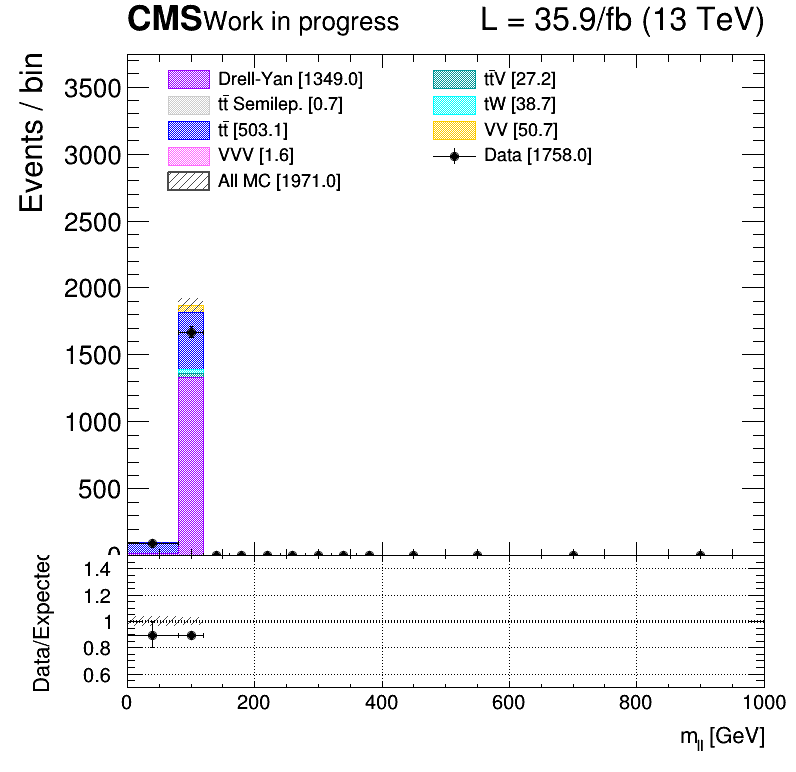 CMS Work in progress L = 35.9/fb (13 TeV)
Events / bin
3500
3000
2500
2000
1500
1000
500
0
Drell-Yan [1349.0]
tt̄ Semilep. [0.7]
tt̄ [503.1]
VVV [1.6]
All MC [1971.0]
tt̄V [27.2]
tW [38.7]
VV [50.7]
Data [1758.0]
Data/Expected
1.4
1.2
1
0.8
0.6
0 200 400 600 800 1000
m_ll [GeV]